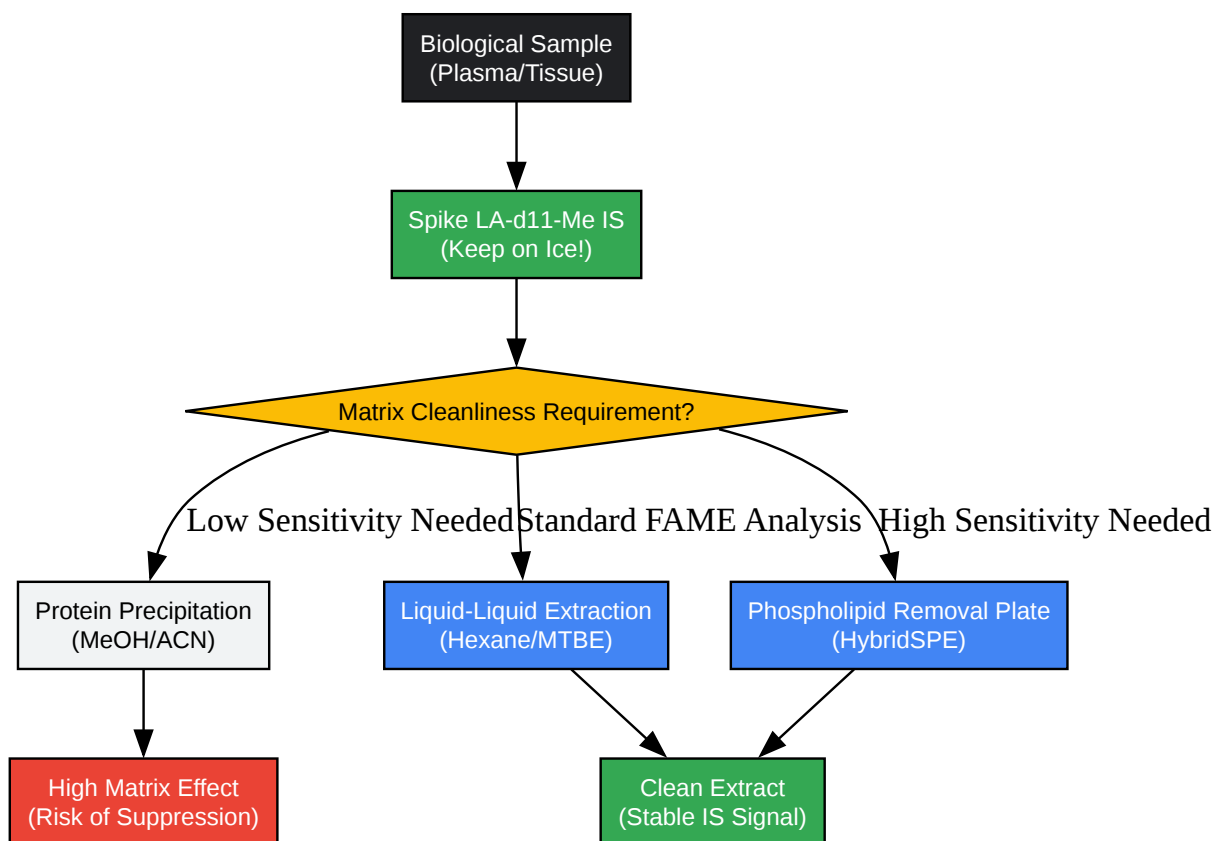 Biological Sample
(Plasma/Tissue)
Spike LA-d11-Me IS
(Keep on Ice!)
Matrix Cleanliness Requirement?
Low Sensitivity Needed
Standard FAME Analysis
High Sensitivity Needed
Protein Precipitation
(MeOH/ACN)
Liquid-Liquid Extraction
(Hexane/MTBE)
Phospholipid Removal Plate
(HybridSPE)
High Matrix Effect
(Risk of Suppression)
Clean Extract
(Stable IS Signal)